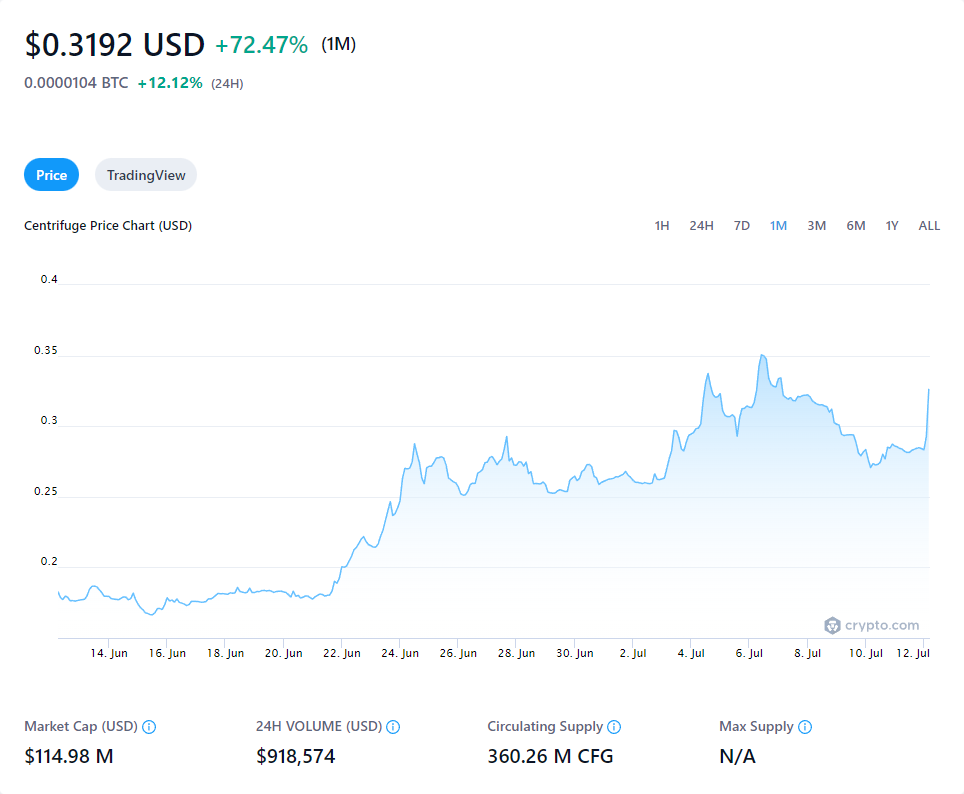 $0.3192 USD +72.47% (1M)
0.0000104 BTC +12.12% (24H)
Price TradingView
Centrifuge Price Chart (USD) 1H 24H 7D 1M 3M 6M 1Y ALL
0.4
0.35
0.3
0.25
0.2
crypto.com
14. Jun 16. Jun 18. Jun 20. Jun 22. Jun 24. Jun 26. Jun 28. Jun 30. Jun 2. Jul 4. Jul 6. Jul 8. Jul 10. Jul 12. Jul
Market Cap (USD) 24H VOLUME (USD) Circulating Supply Max Supply
$114.98 M $918,574 360.26 M CFG N/A